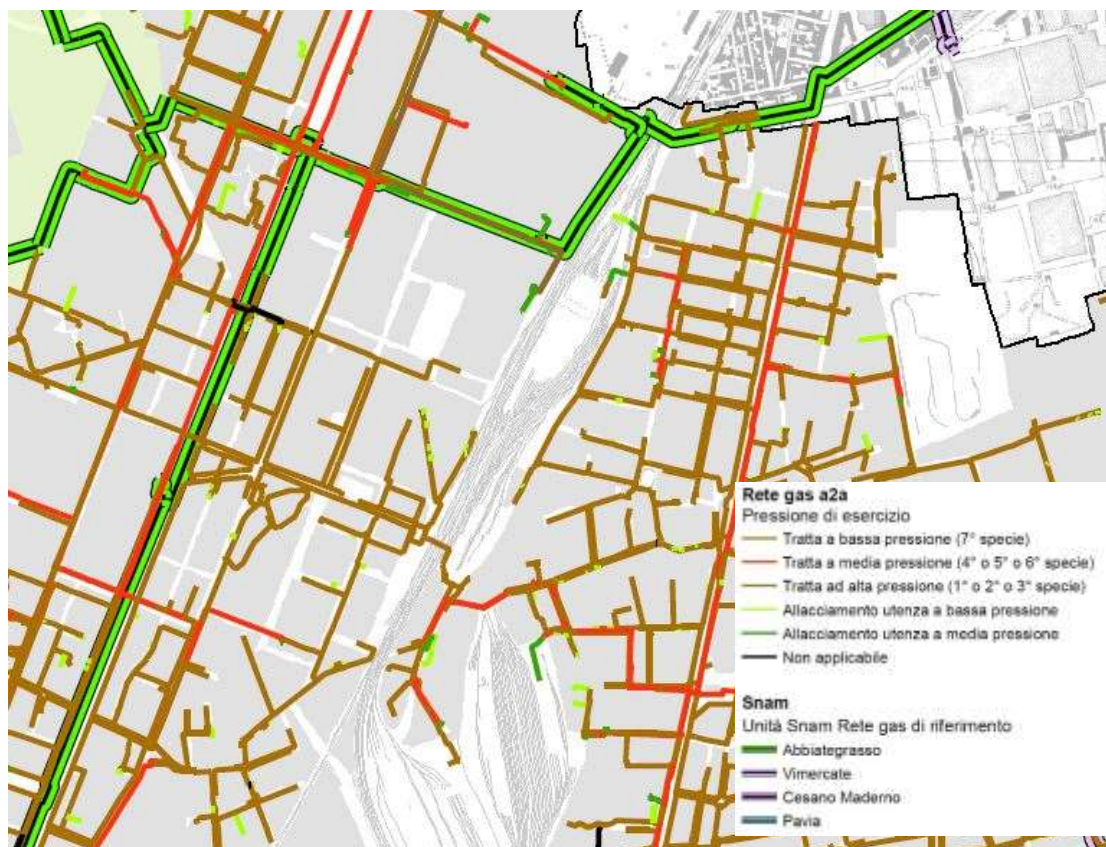 Rete gas a2a
Pressione di esercizio
Tratta a bassa pressione (7° specie)
Tratta a media pressione (4° o 5° o 6° specie)
Tratta ad alta pressione (1° o 2° o 3° specie)
Allacciamento utenza a bassa pressione
Allacciamento utenza a media pressione
Non applicabile
Snam
Unità Snam Rete gas di riferimento
Abbiategrasso
Vimercate
Cesano Maderno
Pavia